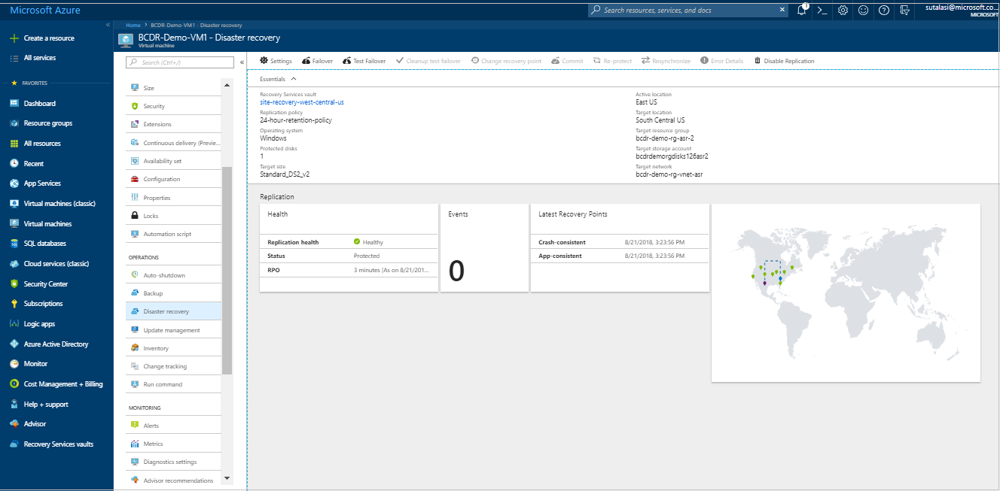 Microsoft Azure
Search resources, services, and docs
1
sutalasi@microsoft.co...
MICROSOFT
Create a resource
All services
FAVORITES
Dashboard
Resource groups
All resources
Recent
App Services
Virtual machines (classic)
Virtual machines
SQL databases
Cloud services (classic)
Security Center
Subscriptions
Logic apps
Azure Active Directory
Monitor
Cost Management + Billing
Help + support
Advisor
Recovery Services vaults
Home > BCDR-Demo-VM1 - Disaster recovery
BCDR-Demo-VM1 - Disaster recovery
Virtual machine
Search (Ctrl+/)
Size
Security
Extensions
Continuous delivery (Previe...
Availability set
Configuration
Properties
Locks
Automation script
OPERATIONS
Auto-shutdown
Backup
Disaster recovery
Update management
Inventory
Change tracking
Run command
MONITORING
Alerts
Metrics
Diagnostics settings
Advisor recommendations
Settings Failover Test Failover Cleanup test failover Change recovery point Commit Re-protect Resynchronize Error Details Disable Replication
Essentials
Recovery Services vault
site-recovery-west-central-us
Replication policy
24-hour-retention-policy
Operating system
Windows
Protected disks
1
Target size
Standard_DS2_v2
Active location
East US
Target location
South Central US
Target resource group
bcdr-demo-rg-asr-2
Target storage account
bcdrdemorgdisks126asr2
Target network
bcdr-demo-rg-vnet-asr
Replication
Health
Replication health Healthy
Status Protected
RPO 3 minutes [As on 8/21/201...
Events
0
Latest Recovery Points
Crash-consistent 8/21/2018, 3:23:56 PM
App-consistent 8/21/2018, 3:23:56 PM